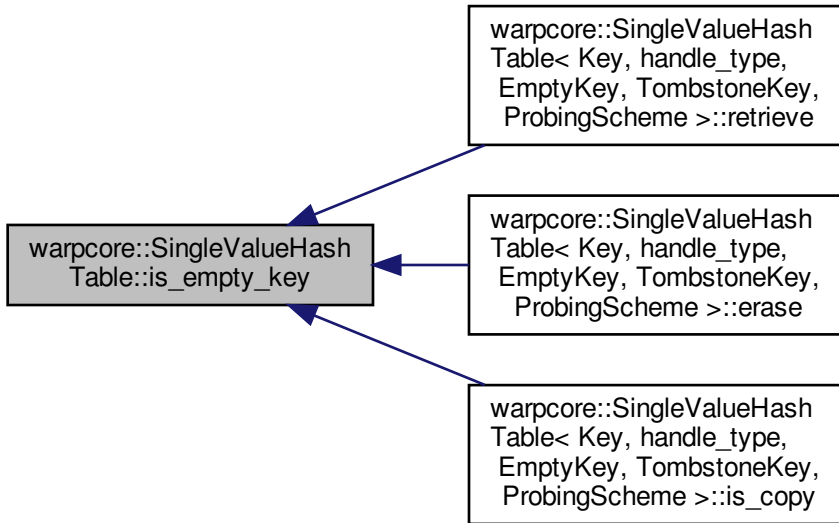 warpcore::SingleValueHash
Table< Key, handle_type,
EmptyKey, TombstoneKey,
ProbingScheme >::retrieve
warpcore::SingleValueHash
Table::is_empty_key
warpcore::SingleValueHash
Table< Key, handle_type,
EmptyKey, TombstoneKey,
ProbingScheme >::erase
warpcore::SingleValueHash
Table< Key, handle_type,
EmptyKey, TombstoneKey,
ProbingScheme >::is_copy